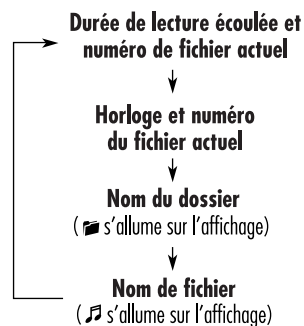 Durée de lecture écoulée et
numéro de fichier actuel
Horloge et numéro
du fichier actuel
Nom du dossier
( s'allume sur l'affichage)
Nom de fichier
( s'allume sur l'affichage)